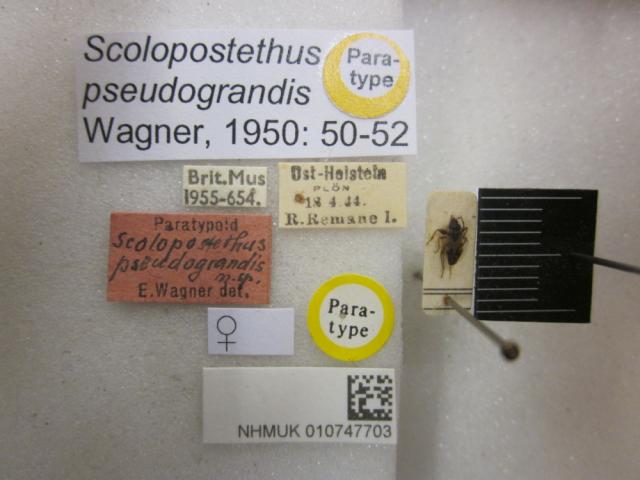 Scolopostethus
pseudograndis
Wagner, 1950: 50-52
Para-
type
Brit.Mus
1955-654.
Ost-Holstein
PLÖN
18.4.44.
R.Remane l.
Paratypoid
Scolopostethus
pseudograndis
n.sp.
E.Wagner det.
♀
Para-
type
NHMUK 010747703